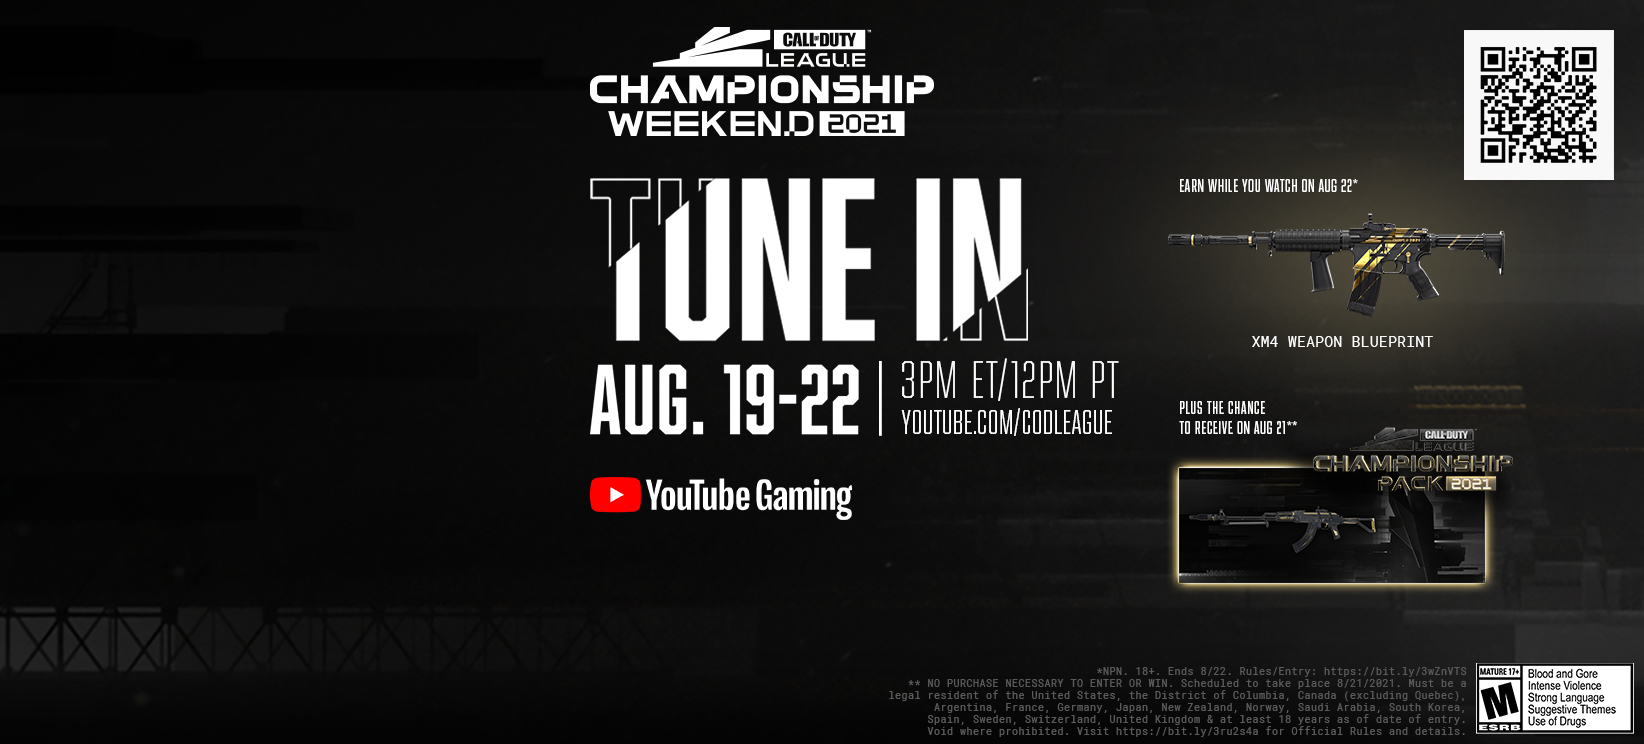 CALL OF DUTY
LEAGUE
CHAMPIONSHIP
WEEKEND 2021
TUNE IN
AUG. 19-22
3PM ET/12PM PT
YOUTUBE.COM/CODLEAGUE
YouTube Gaming
EARN WHILE YOU WATCH ON AUG 22*
XM4 WEAPON BLUEPRINT
PLUS THE CHANCE
TO RECEIVE ON AUG 21**
CALL OF DUTY
LEAGUE
CHAMPIONSHIP
PACK 2021
*NPN. 18+. Ends 8/22. Rules/Entry: https://bit.ly/3wZnVTS
** NO PURCHASE NECESSARY TO ENTER OR WIN. Scheduled to take place 8/21/2021. Must be a
legal resident of the United States, the District of Columbia, Canada (excluding Quebec),
Argentina, France, Germany, Japan, New Zealand, Norway, Saudi Arabia, South Korea,
Spain, Sweden, Switzerland, United Kingdom & at least 18 years as of date of entry.
Void where prohibited. Visit https://bit.ly/3ru2s4a for Official Rules and details.
MATURE 17+
M
ESRB
Blood and Gore
Intense Violence
Strong Language
Suggestive Themes
Use of Drugs